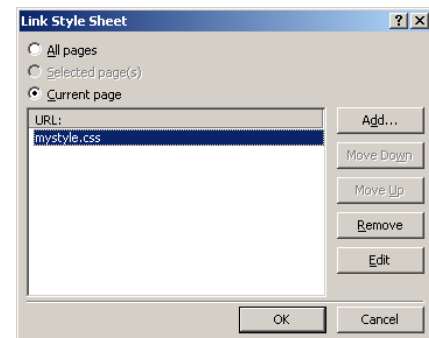 Link Style Sheet
All pages
Selected page(s)
Current page
URL:
mystyle.css
Add...
Move Down
Move Up
Remove
Edit
OK
Cancel